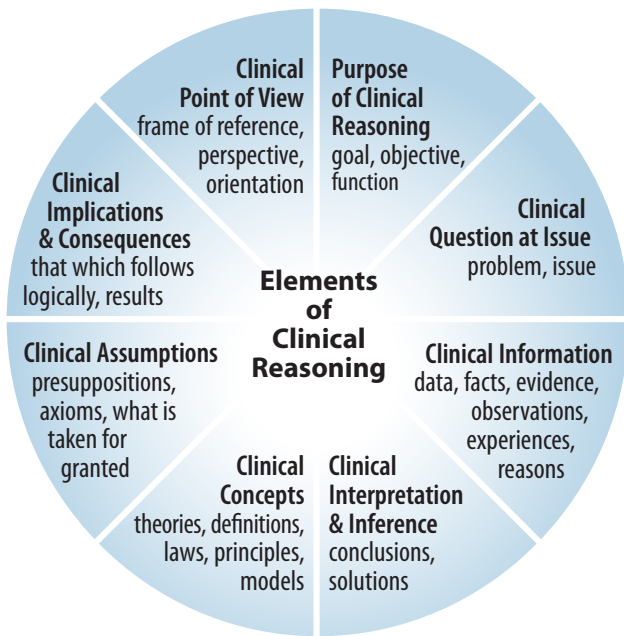 Clinical
Point of View
frame of reference,
perspective,
orientation
Purpose
of Clinical
Reasoning
goal, objective,
function
Clinical
Question at Issue
problem, issue
Clinical Information
data, facts, evidence,
observations,
experiences,
reasons
Clinical
Interpretation
& Inference
conclusions,
solutions
Clinical
Concepts
theories, definitions,
laws, principles,
models
Clinical Assumptions
presuppositions,
axioms, what is
taken for
granted
Clinical
Implications
& Consequences
that which follows
logically, results
Elements
of
Clinical
Reasoning